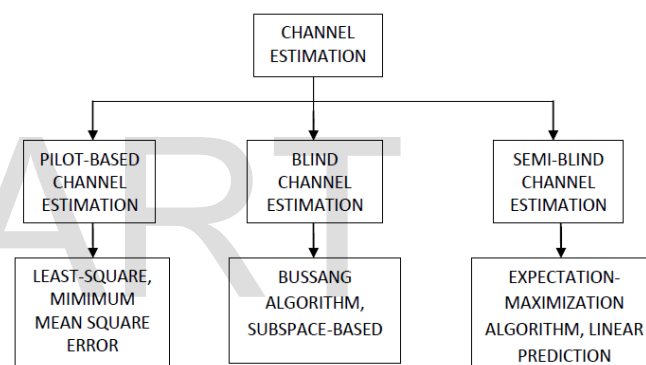 CHANNEL
ESTIMATION
PILOT-BASED
CHANNEL
ESTIMATION
BLIND
CHANNEL
ESTIMATION
SEMI-BLIND
CHANNEL
ESTIMATION
LEAST-SQUARE,
MIMIMUM
MEAN SQUARE
ERROR
BUSSANG
ALGORITHM,
SUBSPACE-BASED
EXPECTATION-
MAXIMIZATION
ALGORITHM, LINEAR
PREDICTION
ART